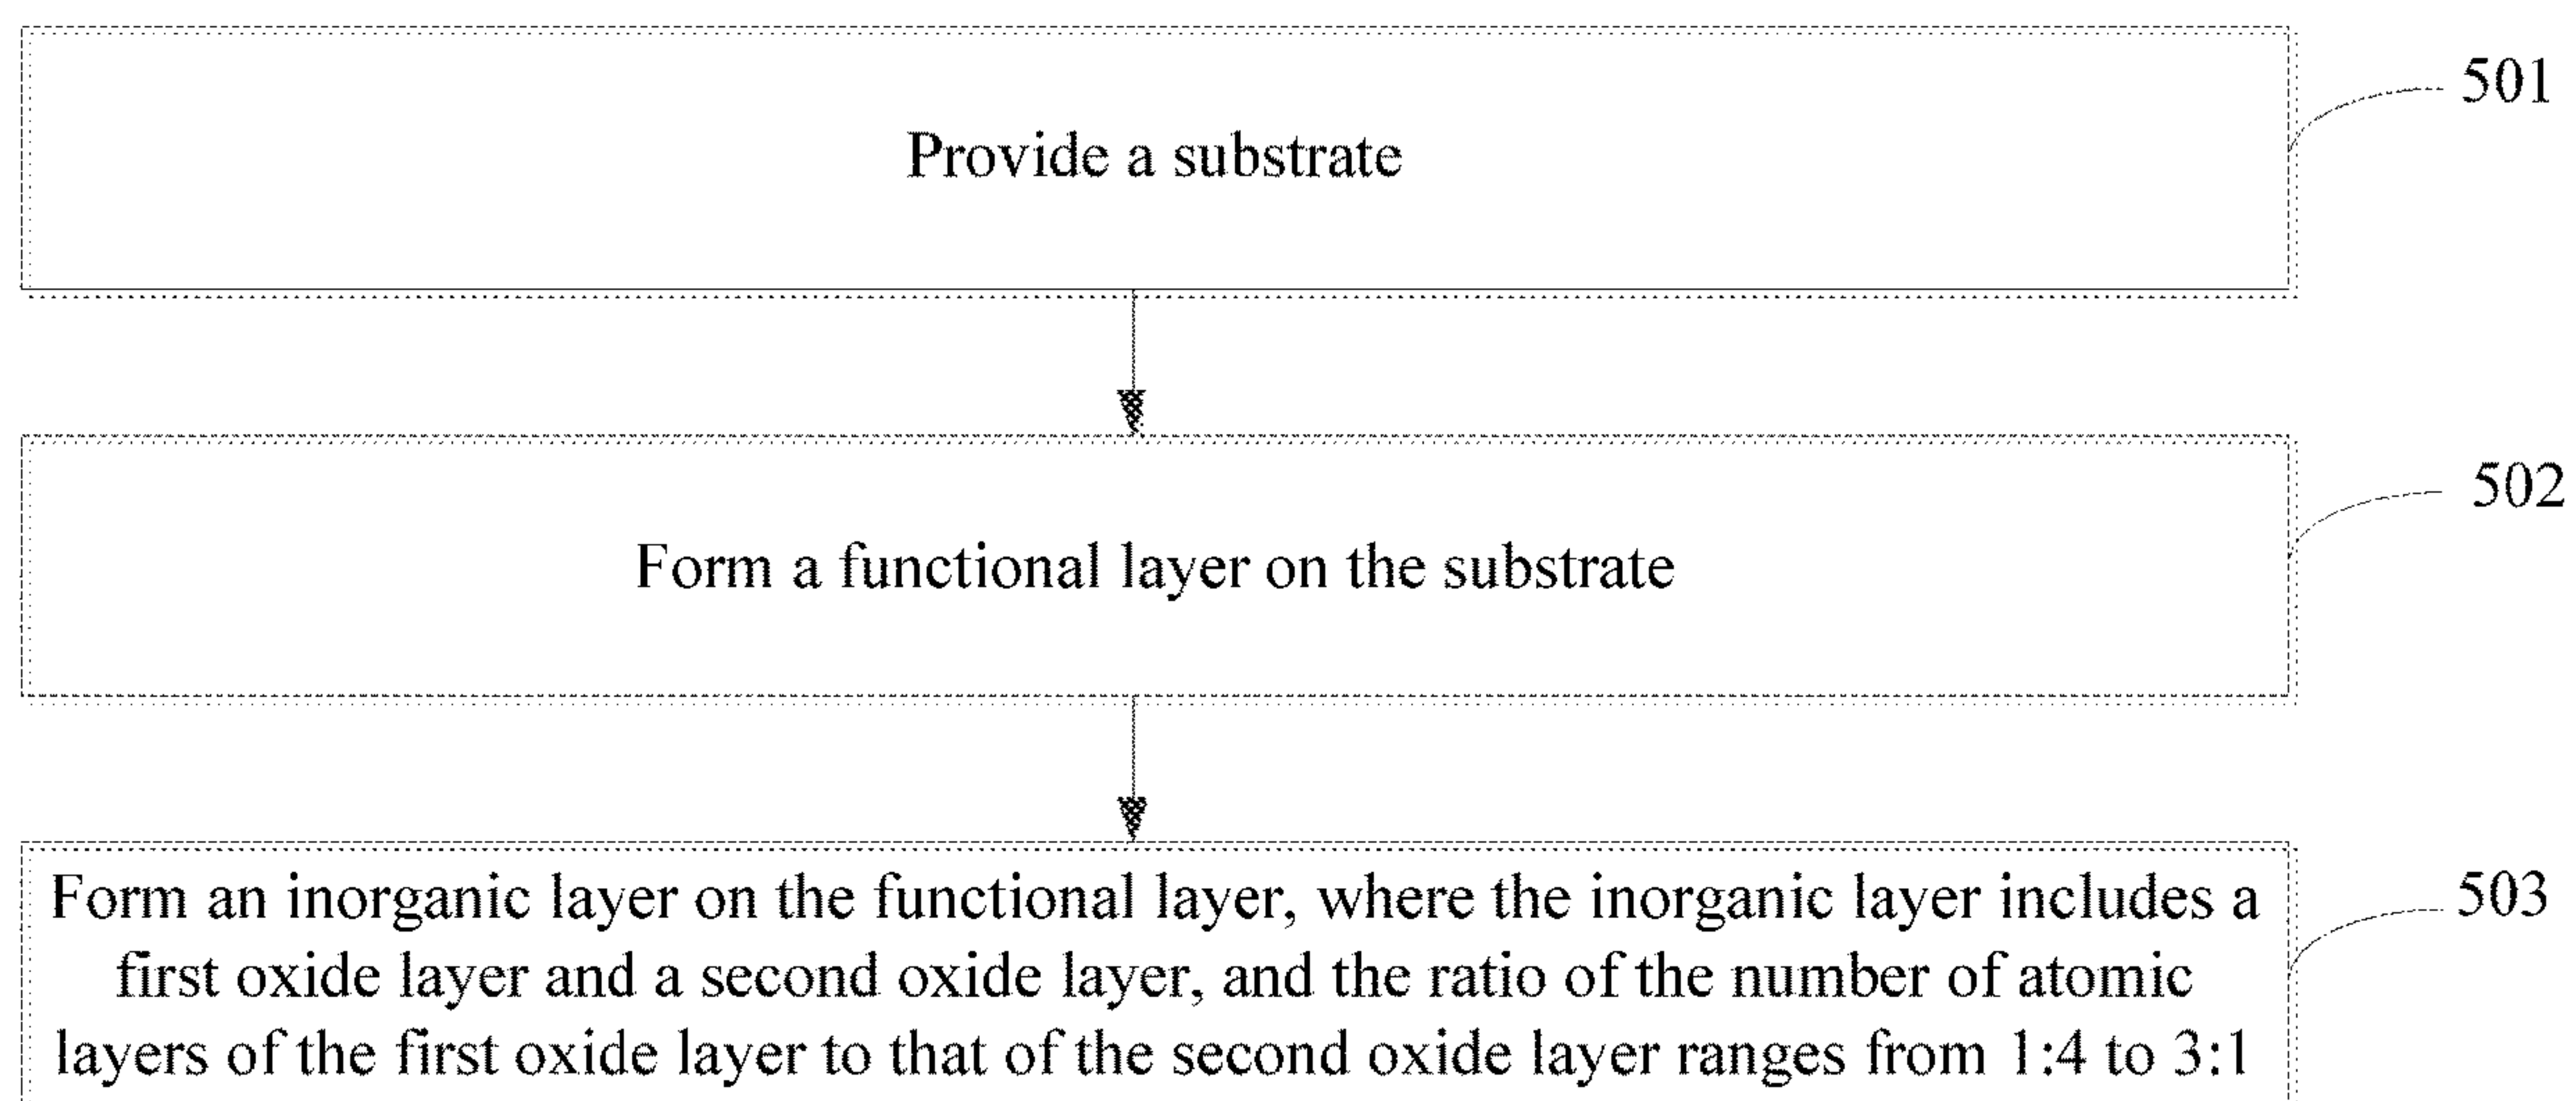 501
Provide a substrate
502
Form a functional layer on the substrate
503
Form an inorganic layer on the functional layer, where the inorganic layer includes a
first oxide layer and a second oxide layer, and the ratio of the number of atomic
layers of the first oxide layer to that of the second oxide layer ranges from 1:4 to 3:1